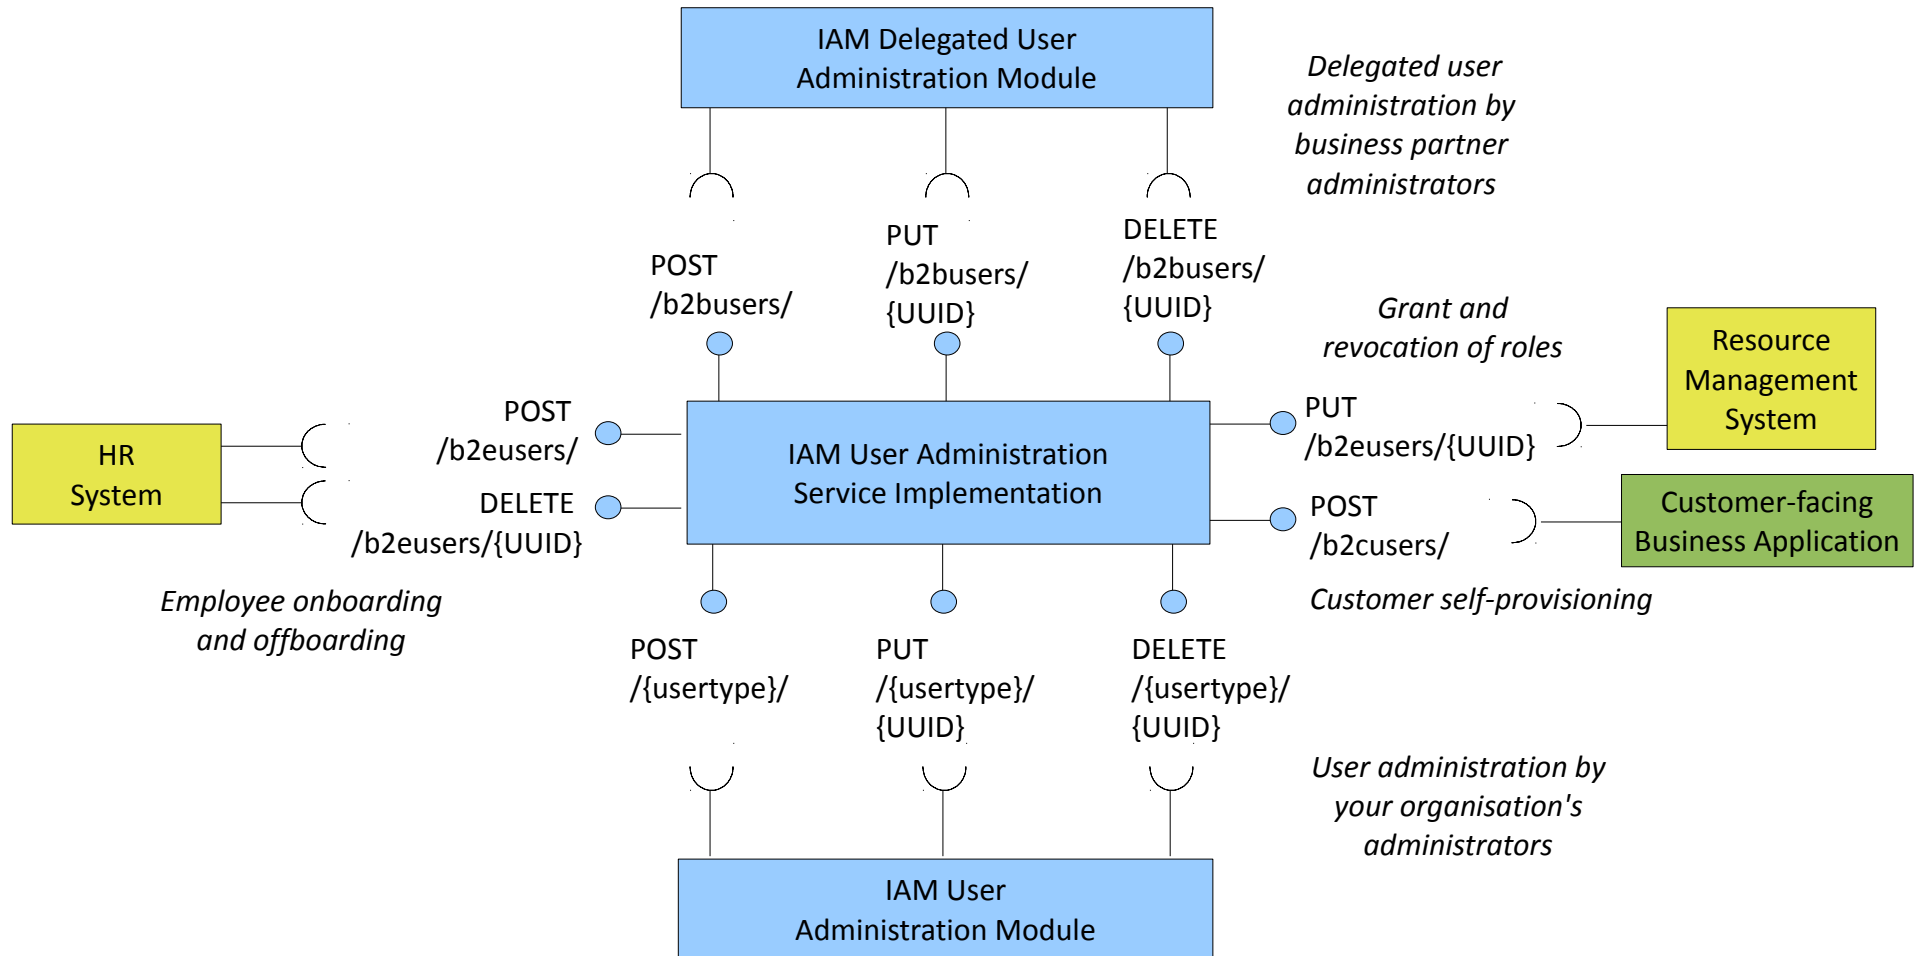 IAM Delegated User
Administration Module
Delegated user
administration by
business partner
administrators
POST
/b2busers/
PUT
/b2busers/
{UUID}
DELETE
/b2busers/
{UUID}
Grant and
revocation of roles
Resource
Management
System
HR
System
POST
/b2eusers/
DELETE
/b2eusers/{UUID}
IAM User Administration
Service Implementation
PUT
/b2eusers/{UUID}
POST
/b2cusers/
Customer-facing
Business Application
Employee onboarding
and offboarding
Customer self-provisioning
POST
/{usertype}/
PUT
/{usertype}/
{UUID}
DELETE
/{usertype}/
{UUID}
User administration by
your organisation's
administrators
IAM User
Administration Module